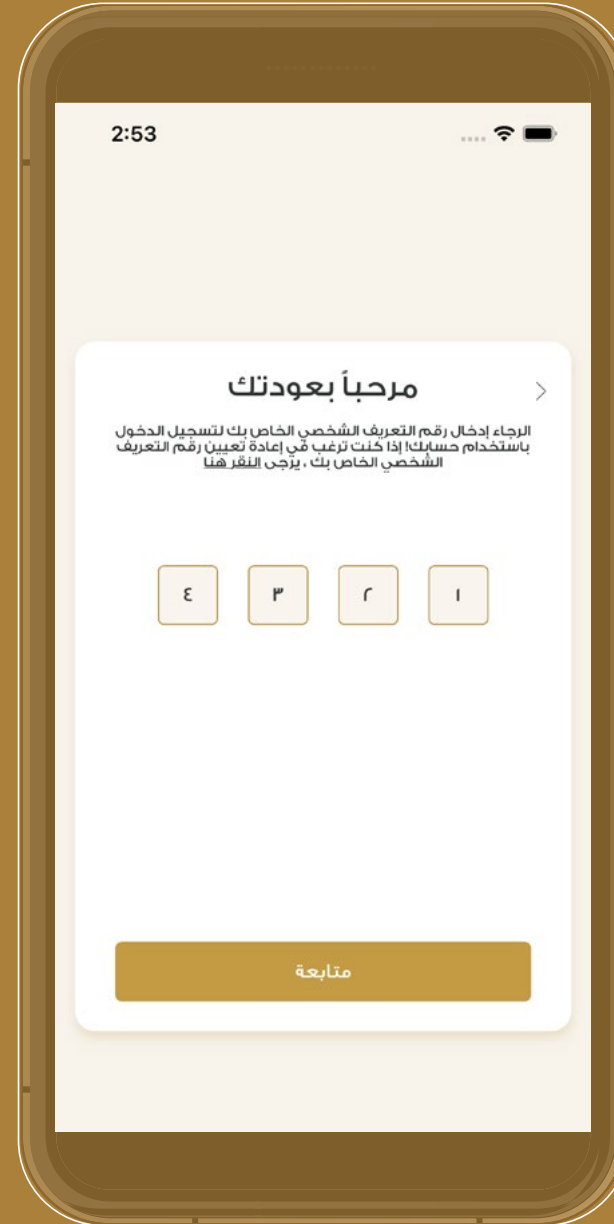 2:53
مرحباً بعودتك
الرجاء إدخال رقم التعريف الشخصي الخاص بك لتسجيل الدخول
باستخدام حسابك! إذا كنت ترغب في إعادة تعيين رقم التعريف
الشخصي الخاص بك ، يرجى النقر هنا
١ ٢ ٣ ٤
متابعة